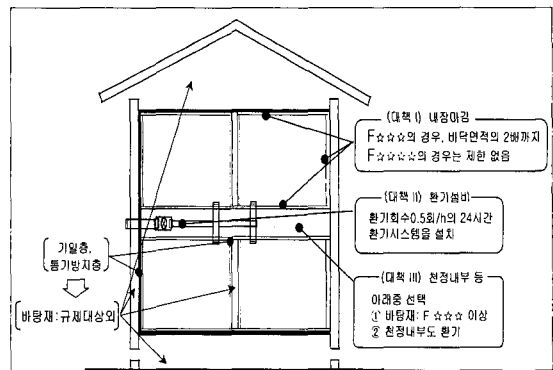 (대책 I) 내장마감
F☆☆☆의 경우, 바닥면적의 2배까지
F☆☆☆☆의 경우는 제한 없음
(대책 II) 환기설비
환기회수0.5회/h의 24시간
환기시스템을 설치
(대책 III) 천정내부 등
아래중 선택
① 바탕재: F ☆☆☆ 이상
② 천정내부도 환기
기밀층,
통기방지층
바탕재:규제대상외